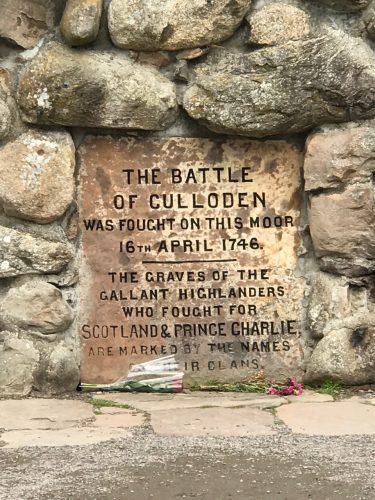 THE BATTLE
OF CULLODEN
WAS FOUGHT ON THIS MOOR
16TH APRIL 1746.
THE GRAVES OF THE
GALLANT HIGHLANDERS
WHO FOUGHT FOR
SCOTLAND & PRINCE CHARLIE,
ARE MARKED BY THE NAMES
CLANS.